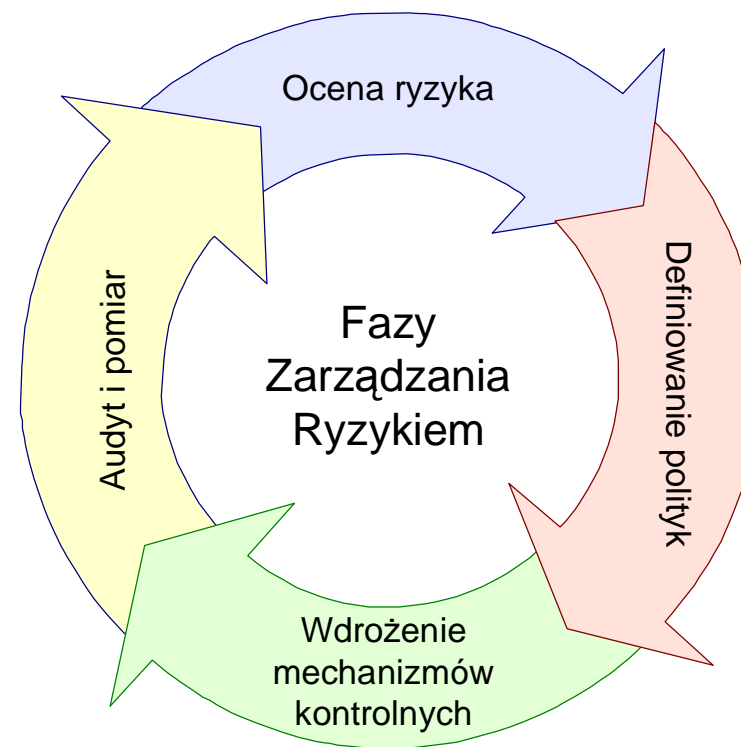 Ocena ryzyka
Definiowanie polityk
Wdrożenie
mechanizmów
kontrolnych
Audyt i pomiar
Fazy
Zarządzania
Ryzykiem